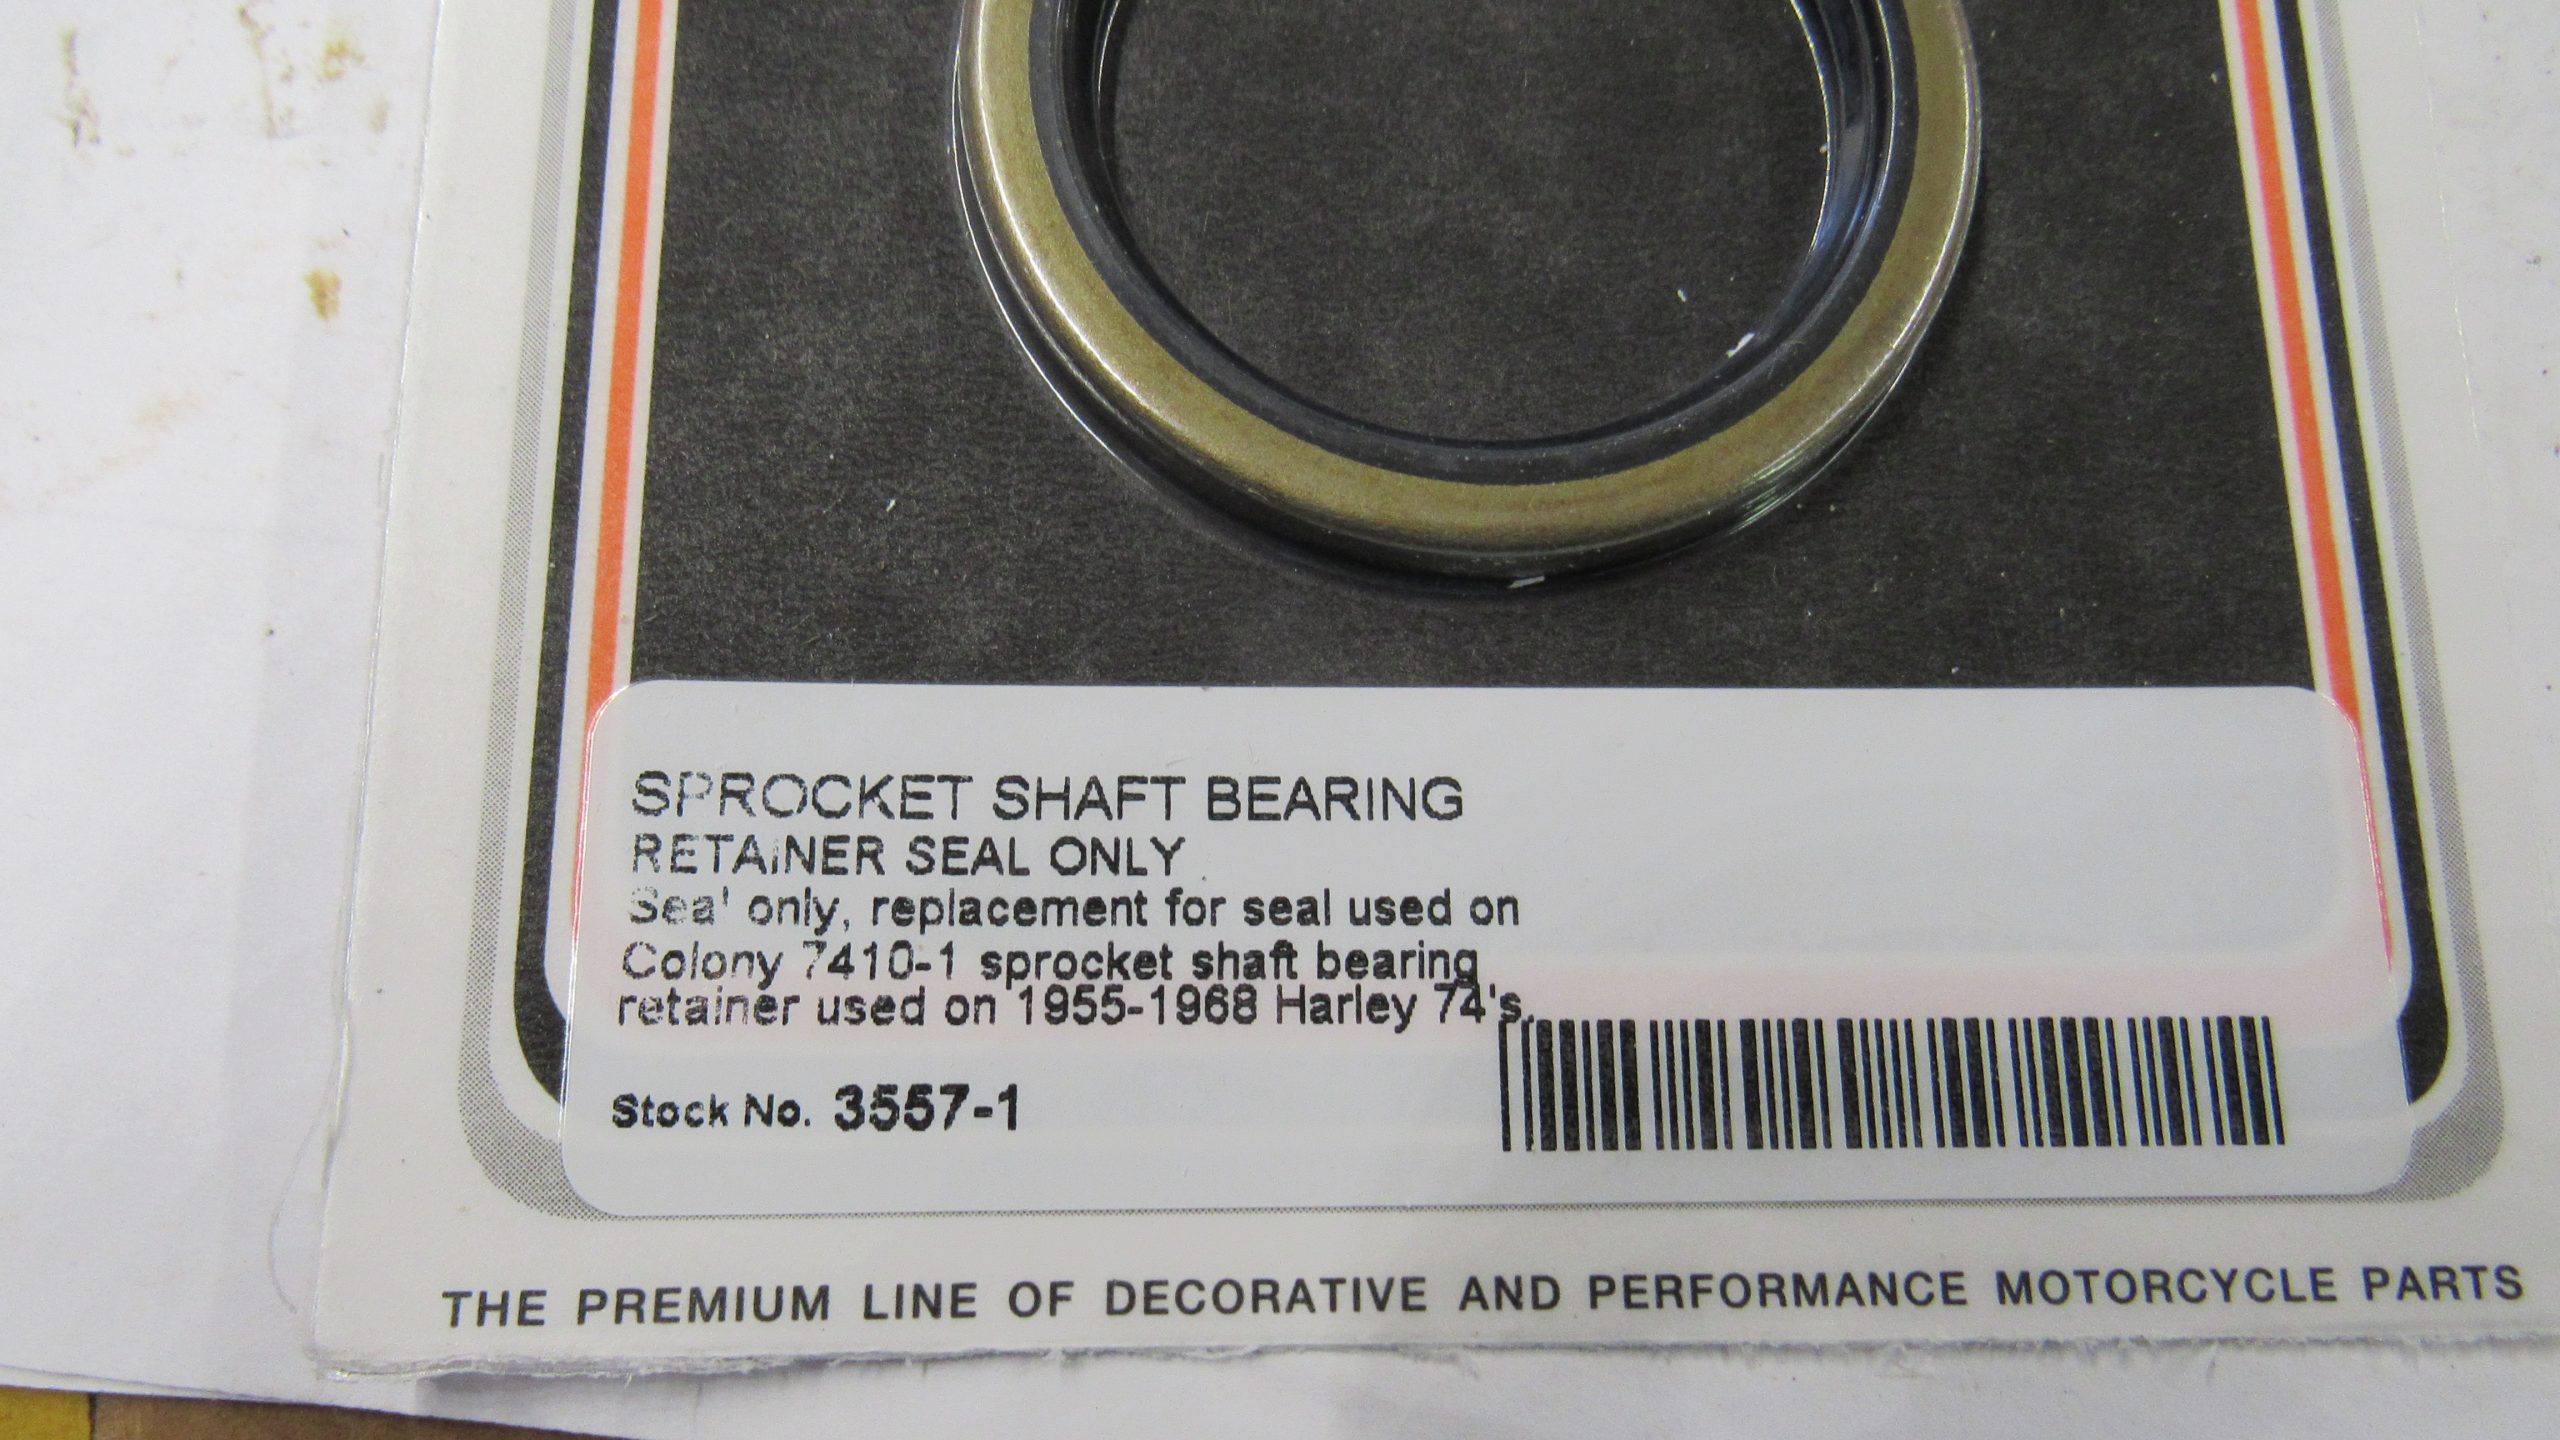 SPROCKET SHAFT BEARING
RETAINER SEAL ONLY
Seal only, replacement for seal used on
Colony 7410-1 sprocket shaft bearing
retainer used on 1955-1968 Harley 74's.
Stock No. 3557-1
THE PREMIUM LINE OF DECORATIVE AND PERFORMANCE MOTORCYCLE PARTS